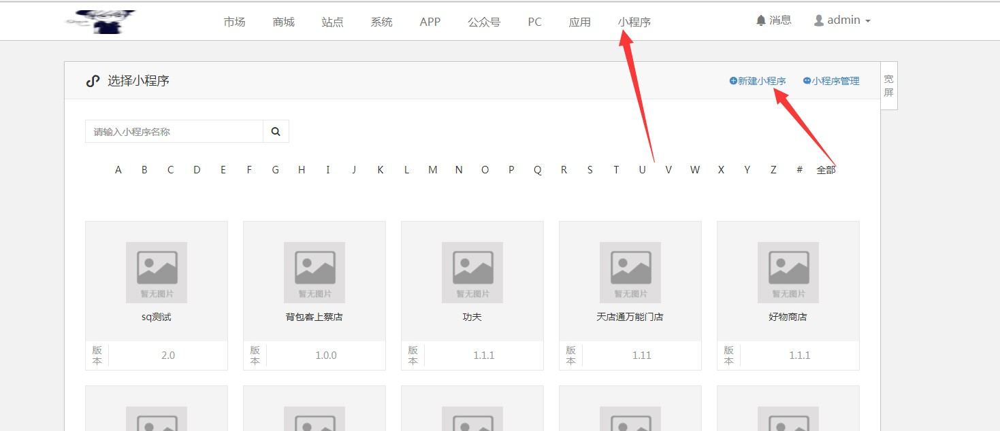 市场 商城 站点 系统 APP 公众号 PC 应用 小程序 消息 admin
选择小程序 新建小程序 小程序管理
宽
屏
请输入小程序名称
A B C D E F G H I J K L M N O P Q R S T U V W X Y Z # 全部
暂无图片 暂无图片 暂无图片 暂无图片 暂无图片
sq测试 背包客上蔡店 功夫 天店通万能门店 好物商店
版本 2.0 版本 1.0.0 版本 1.1.1 版本 1.11 版本 1.1.1